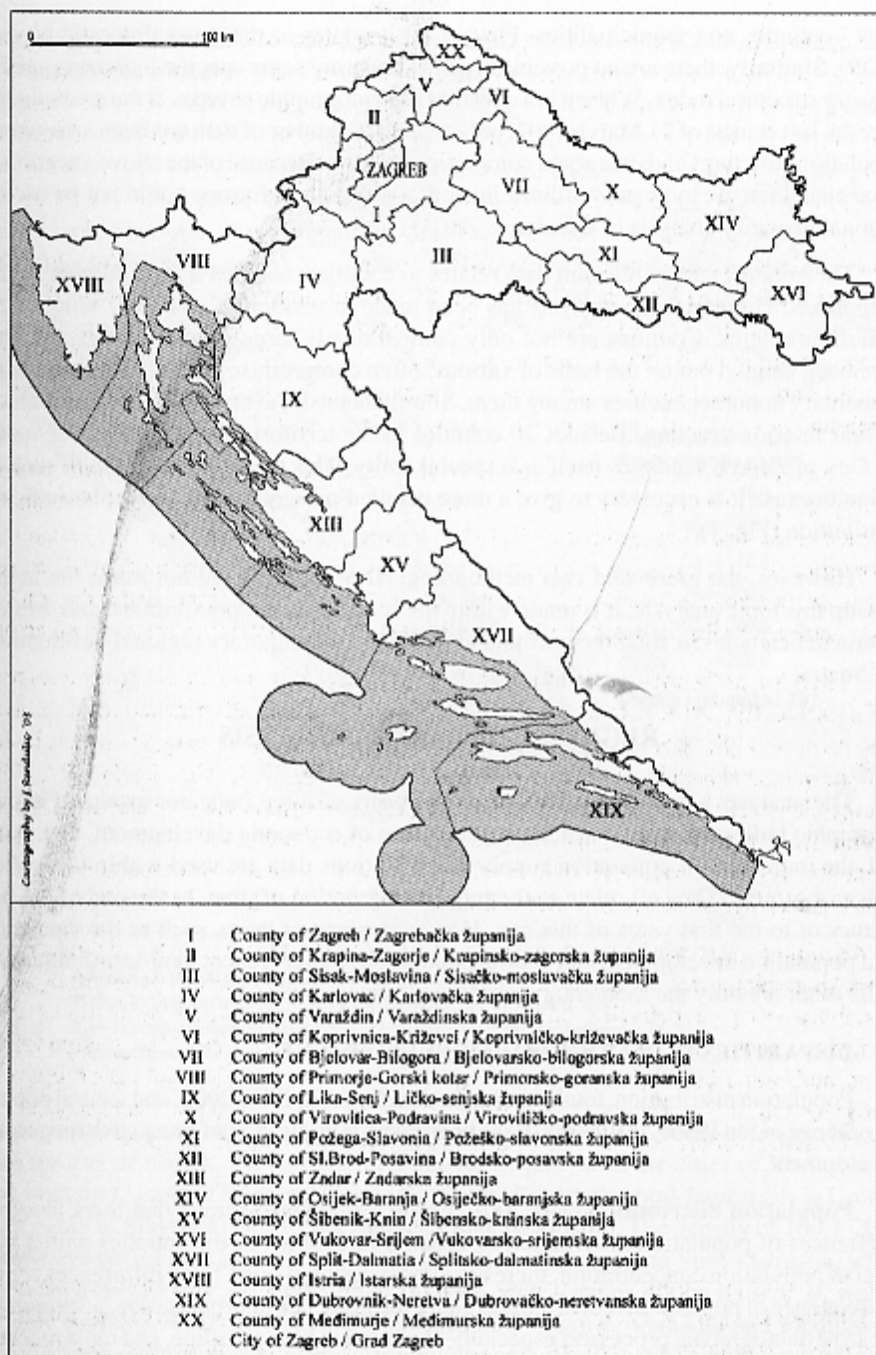 0 100 km
XX
V
VI
II
ZAGREB
VII
X
XIV
I
III
XI
VIII
XVIII
IV
XVI
XII
IX
XIII
XV
XVII
XIX
Cartography by
I County of Zagreb / Zagrebačka županija
II County of Krapina-Zagorje / Krapinsko-zagorska županija
III County of Sisak-Moslavina / Sisačko-moslavačka županija
IV County of Karlovac / Karlovačka županija
V County of Varaždin / Varaždinska županija
VI County of Koprivnica-Križevci / Koprivničko-križevačka županija
VII County of Bjelovar-Bilogora / Bjelovarsko-bilogorska županija
VIII County of Primorje-Gorski kotar / Primorsko-goranska županija
IX County of Lika-Senj / Ličko-senjska županija
X County of Virovitica-Podravina / Virovitičko-podravska županija
XI County of Požega-Slavonia / Požeško-slavonska županija
XII County of Sl.Brod-Posavina / Brodsko-posavska županija
XIII County of Zadar / Zadarska županija
XIV County of Osijek-Baranja / Osiječko-baranjska županija
XV County of Šibenik-Knin / Šibensko-kninska županija
XVI County of Vukovar-Srijem / Vukovarsko-srijemska županija
XVII County of Split-Dalmatia / Splitsko-dalmatinska županija
XVIII County of Istria / Istarska županija
XIX County of Dubrovnik-Neretva / Dubrovačko-neretvanska županija
XX County of Međimurje / Međimurska županija
City of Zagreb / Grad Zagreb